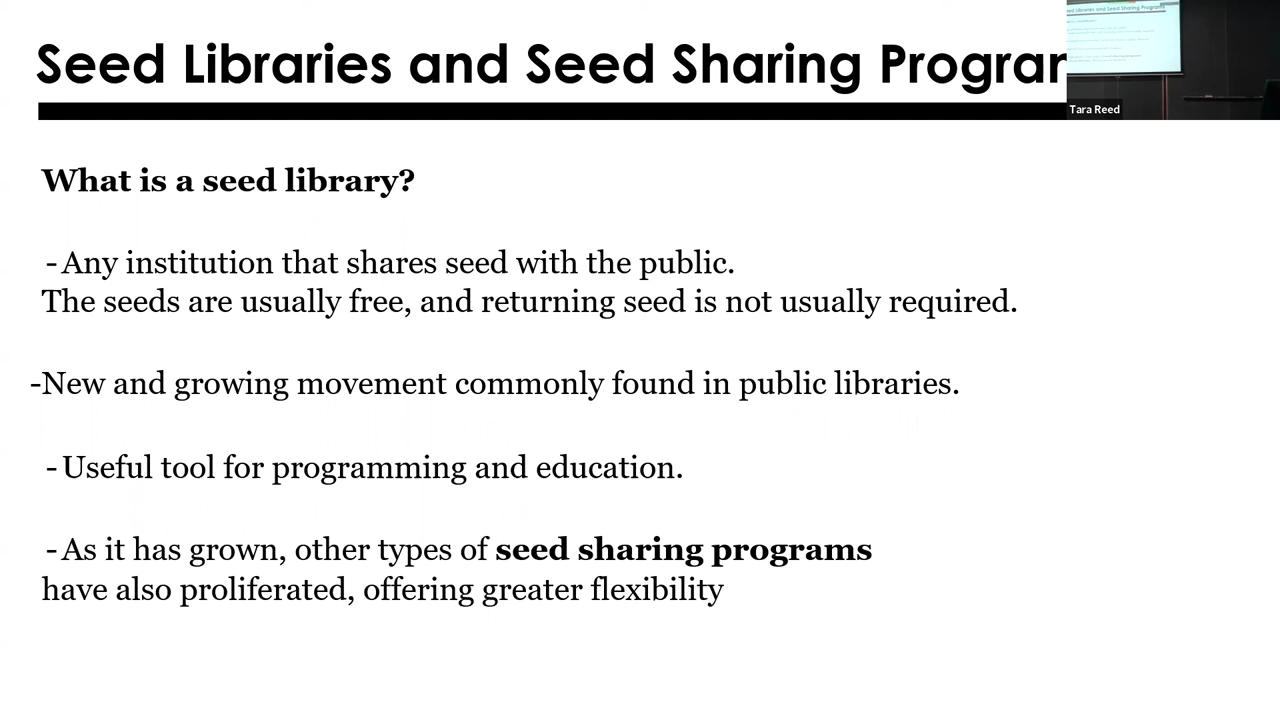 Seed Libraries and Seed Sharing
Tara Reed
What is a seed library?
- Any institution that shares seed with the public.
The seeds are usually free, and returning seed is not usually required.
-New and growing movement commonly found in public libraries.
- Useful tool for programming and education.
- As it has grown, other types of seed sharing programs
have also proliferated, offering greater flexibility